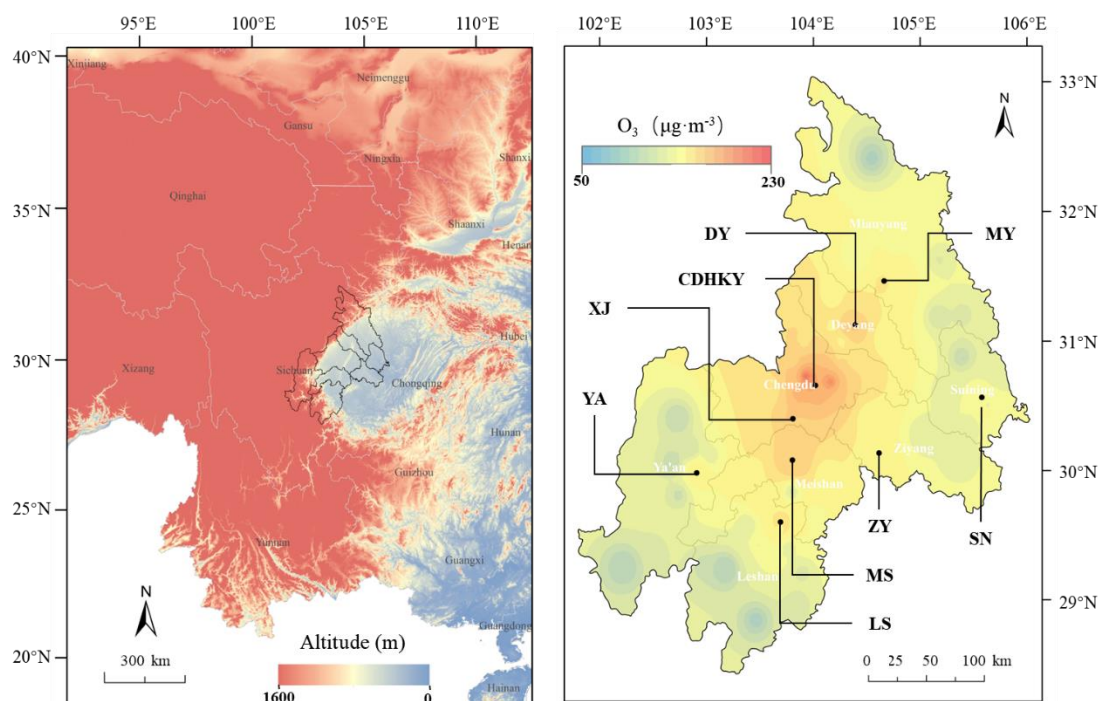 95°E 100°E 105°E 110°E
40°N
35°N
30°N
25°N
20°N
Xinjiang
Neimenggu
Gansu
Ningxia
Shanxi
Qinghai
Shaanxi
Henan
Hubei
Xizang
Sichuan
Chongqing
Hunan
Guizhou
Yunnan
Guangxi
Guangdong
Hainan
N
300 km
Altitude (m)
1600 0
102°E 103°E 104°E 105°E 106°E
33°N
32°N
31°N
30°N
29°N
O₃ (μg·m⁻³)
50 230
N
Mianyang
DY
MY
CDHKY
XJ
Deyang
Chengdu
Suining
YA
Ya'an
Ziyang
Meishan
ZY
SN
Leshan
MS
LS
0 25 50 100 km